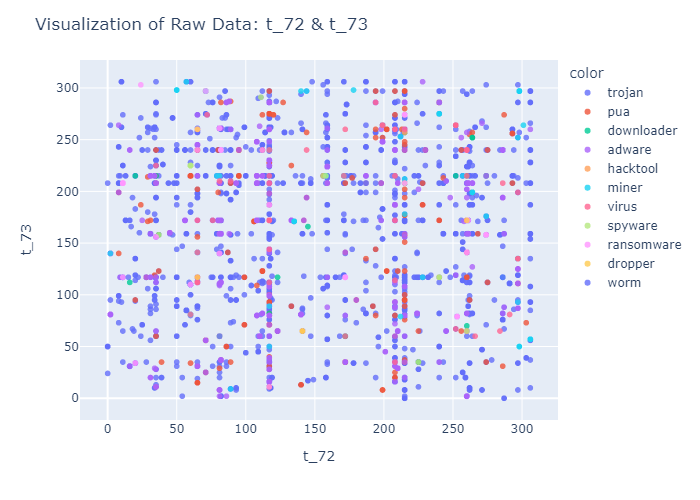 Visualization of Raw Data: t_72 & t_73
color
trojan
pua
downloader
adware
hacktool
miner
virus
spyware
ransomware
dropper
worm
t_73
300
250
200
150
100
50
0
0 50 100 150 200 250 300
t_72